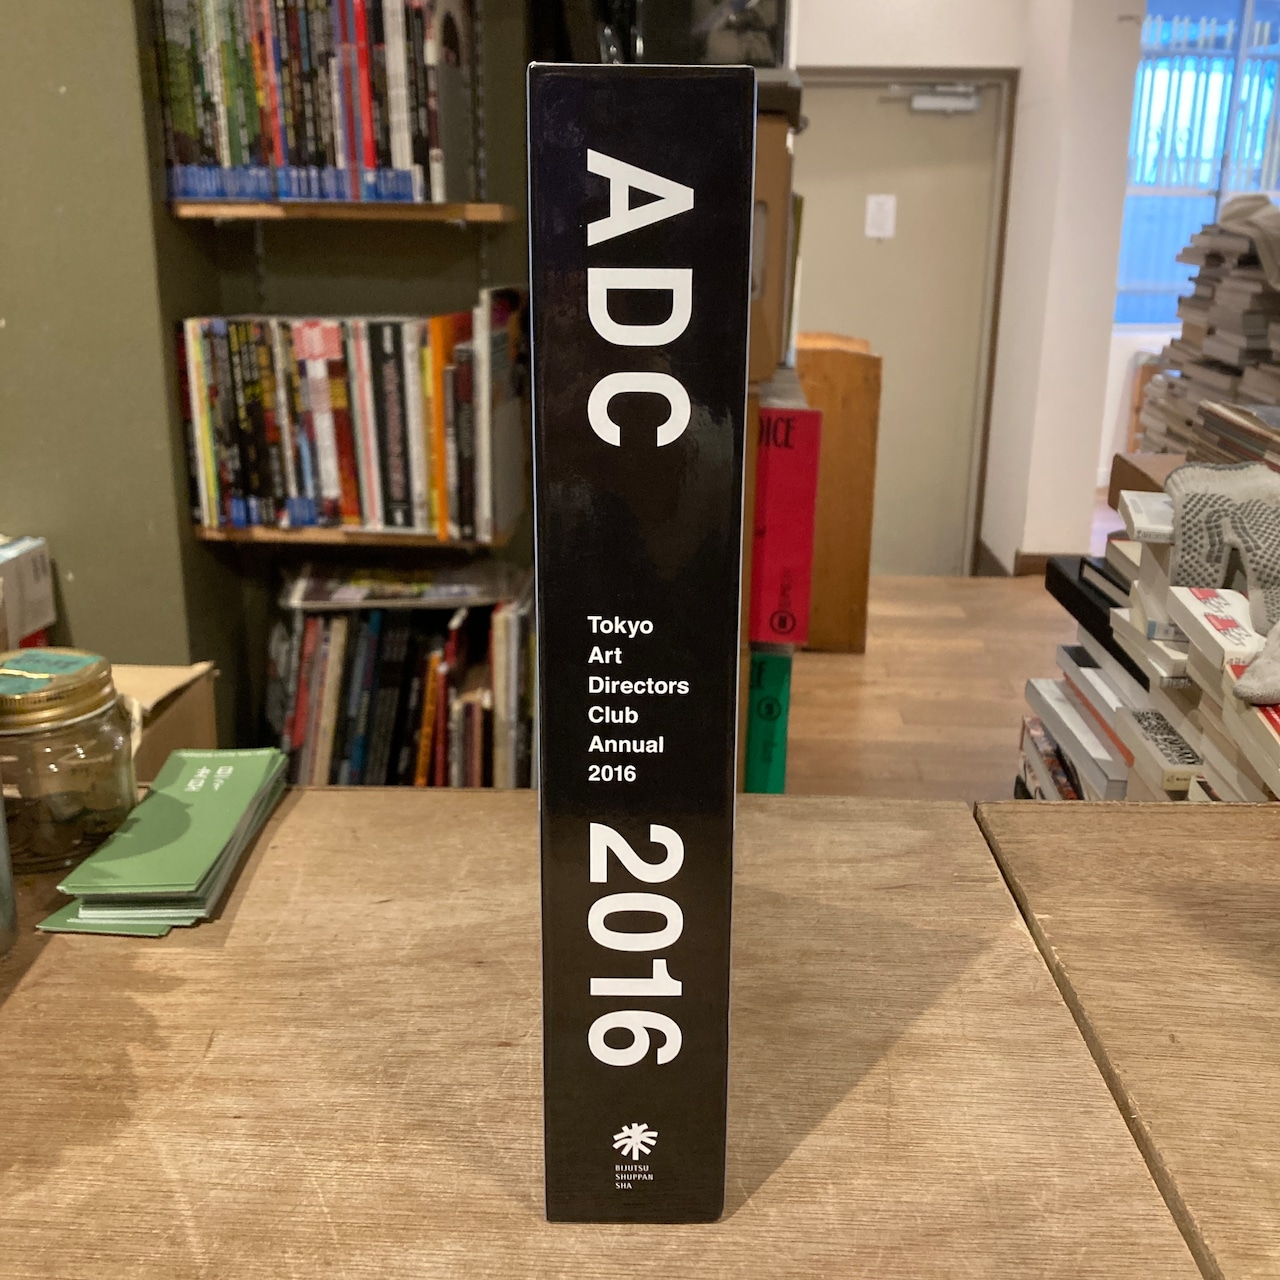 ADC
Tokyo
Art
Directors
Club
Annual
2016
2016
BIJUTSU
SHUPPAN
SHA